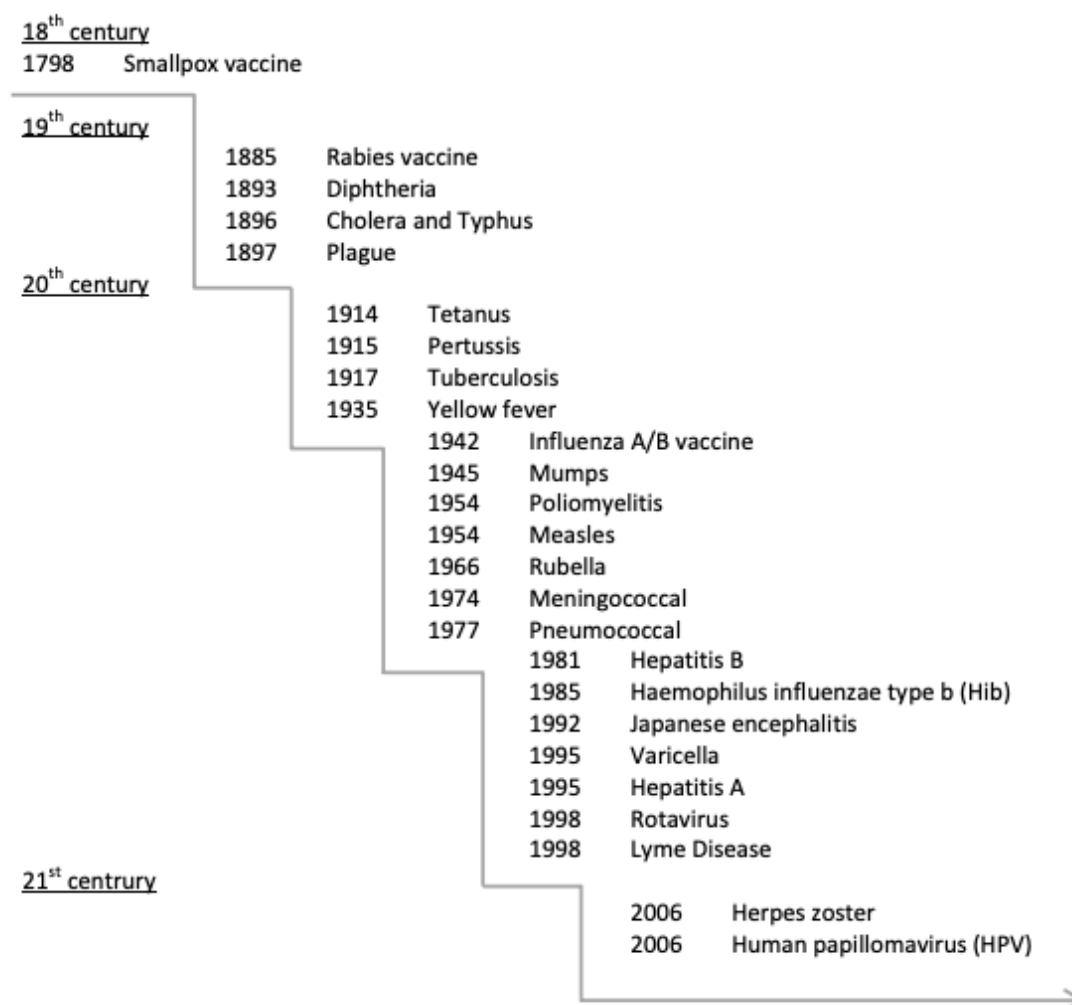 18th century
1798 Smallpox vaccine
19th century
1885 Rabies vaccine
1893 Diphtheria
1896 Cholera and Typhus
1897 Plague
20th century
1914 Tetanus
1915 Pertussis
1917 Tuberculosis
1935 Yellow fever
1942 Influenza A/B vaccine
1945 Mumps
1954 Poliomyelitis
1954 Measles
1966 Rubella
1974 Meningococcal
1977 Pneumococcal
1981 Hepatitis B
1985 Haemophilus influenzae type b (Hib)
1992 Japanese encephalitis
1995 Varicella
1995 Hepatitis A
1998 Rotavirus
1998 Lyme Disease
21st centrury
2006 Herpes zoster
2006 Human papillomavirus (HPV)